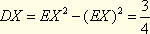 DX = EX² − (EX)² = 3/4